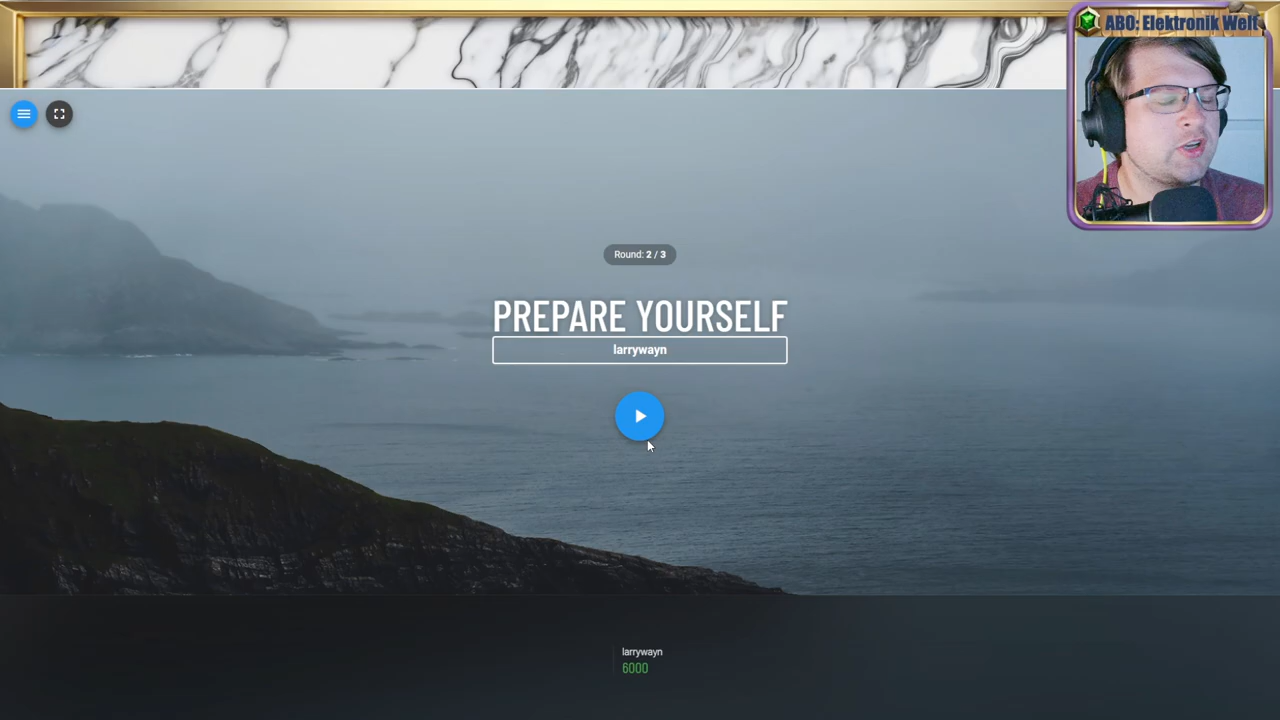 ABO: Elektronik Welt
Round: 2 / 3
PREPARE YOURSELF
larrywayn
larrywayn
6000